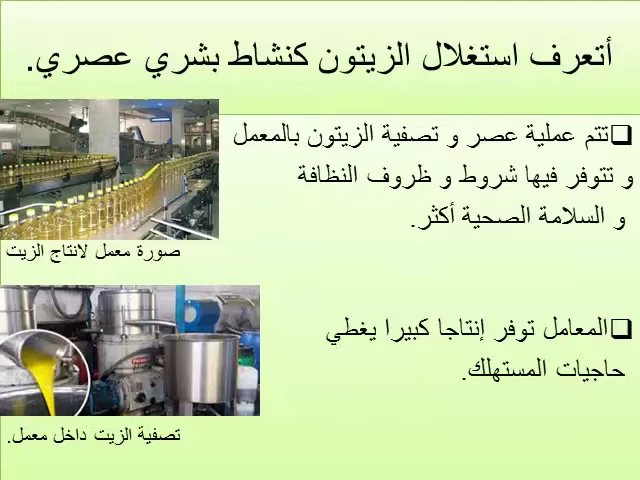 أتعرف استغلال الزيتون كنشاط بشري عصري.
تتم عملية عصر و تصفية الزيتون بالمعمل
و تتوفر فيها شروط و ظروف النظافة
و السلامة الصحية أكثر.
صورة معمل لانتاج الزيت
المعامل توفر إنتاجا كبيرا يغطي
حاجيات المستهلك.
تصفية الزيت داخل معمل.